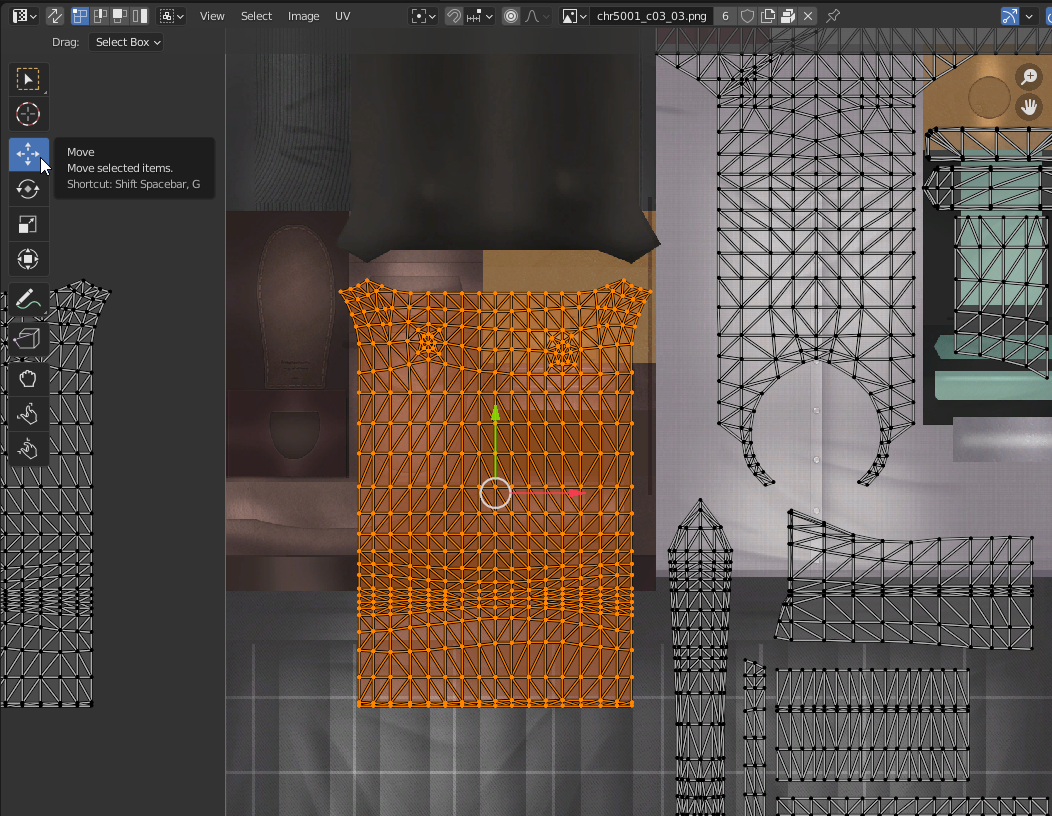 View Select Image UV chr5001_c03_03.png 6
Drag: Select Box
Move
Move selected items.
Shortcut: Shift Spacebar, G